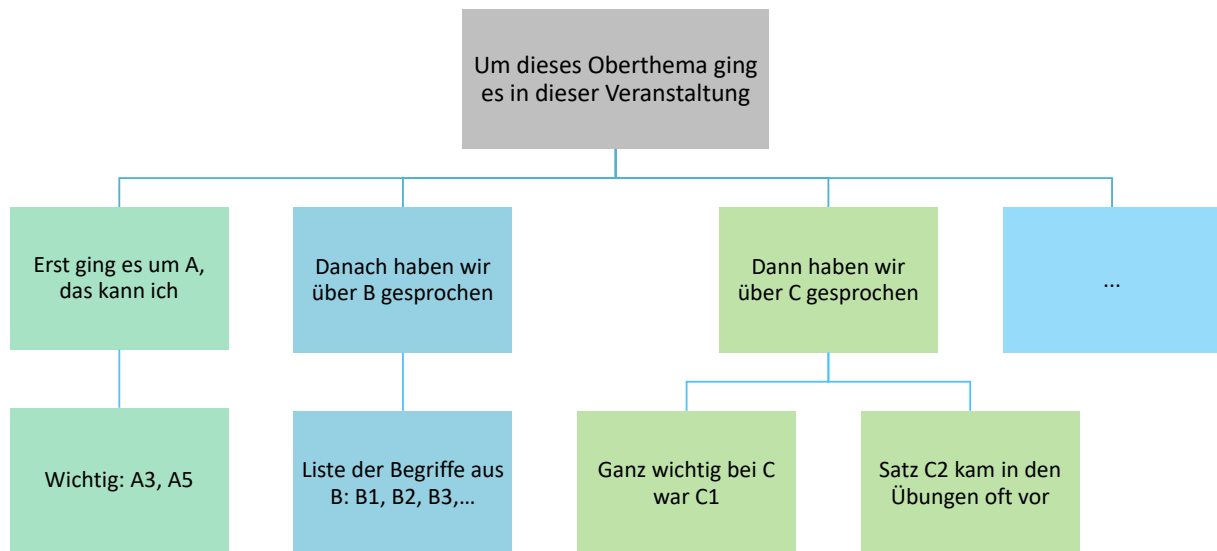 Um dieses Oberthema ging
es in dieser Veranstaltung
Erst ging es um A,
das kann ich
Danach haben wir
über B gesprochen
Dann haben wir
über C gesprochen
...
Wichtig: A3, A5
Liste der Begriffe aus
B: B1, B2, B3,...
Ganz wichtig bei C
war C1
Satz C2 kam in den
Übungen oft vor